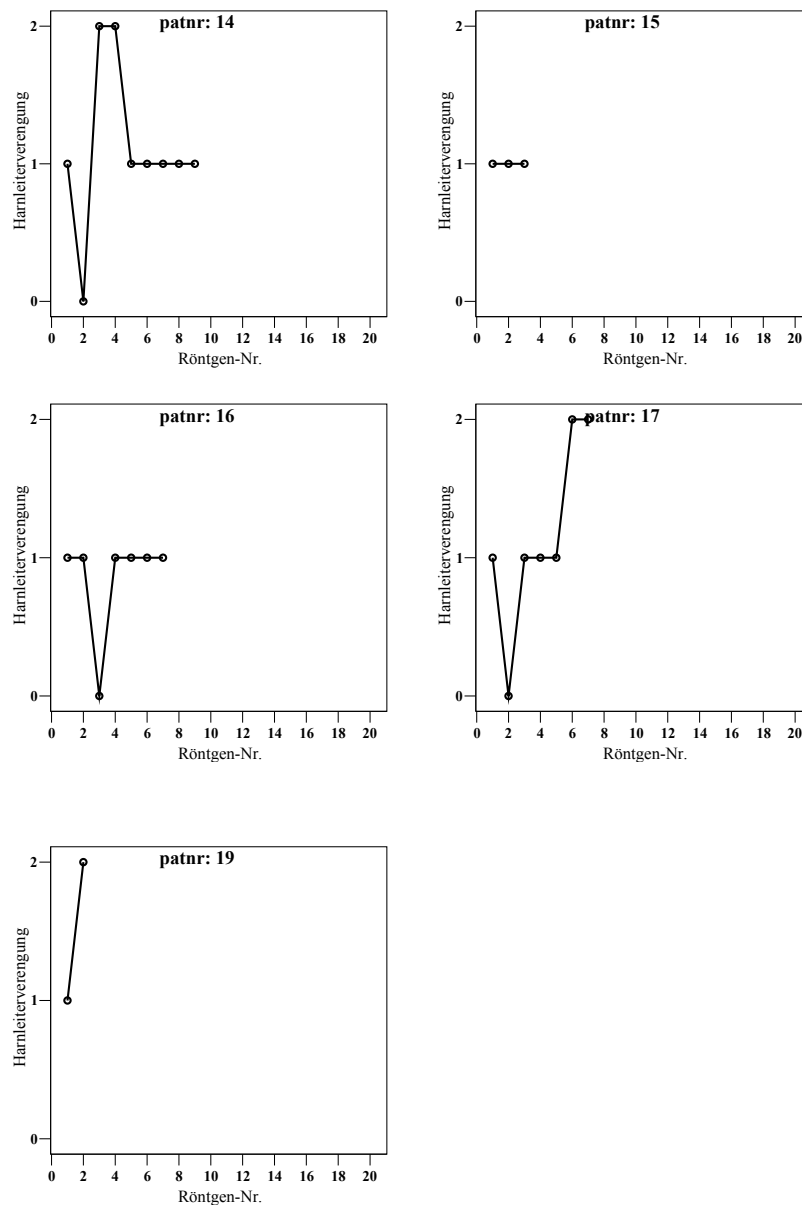 patnr: 14
2
1
0
Harnleiterverengung
0 2 4 6 8 10 12 14 16 18 20
Röntgen-Nr.
patnr: 15
2
1
0
Harnleiterverengung
0 2 4 6 8 10 12 14 16 18 20
Röntgen-Nr.
patnr: 16
2
1
0
Harnleiterverengung
0 2 4 6 8 10 12 14 16 18 20
Röntgen-Nr.
patnr: 17
2
1
0
Harnleiterverengung
0 2 4 6 8 10 12 14 16 18 20
Röntgen-Nr.
patnr: 19
2
1
0
Harnleiterverengung
0 2 4 6 8 10 12 14 16 18 20
Röntgen-Nr.